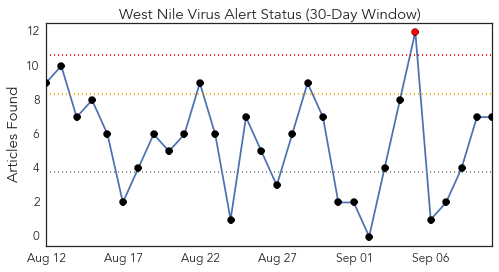 West Nile Virus Alert Status (30-Day Window)
12
10
8
6
4
2
0
Articles Found
Aug 12 Aug 17 Aug 22 Aug 27 Sep 01 Sep 06